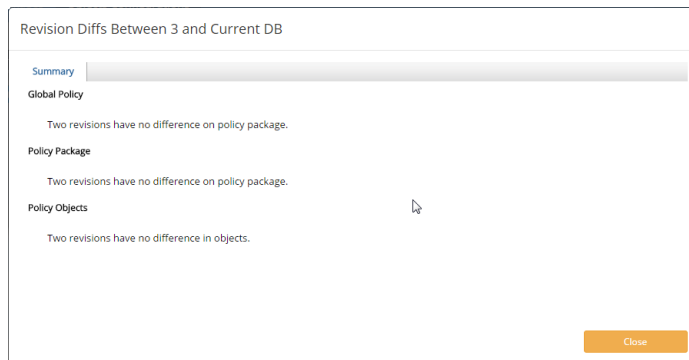 Revision Diffs Between 3 and Current DB
Summary
Global Policy
Two revisions have no difference on policy package.
Policy Package
Two revisions have no difference on policy package.
Policy Objects
Two revisions have no difference in objects.
Close